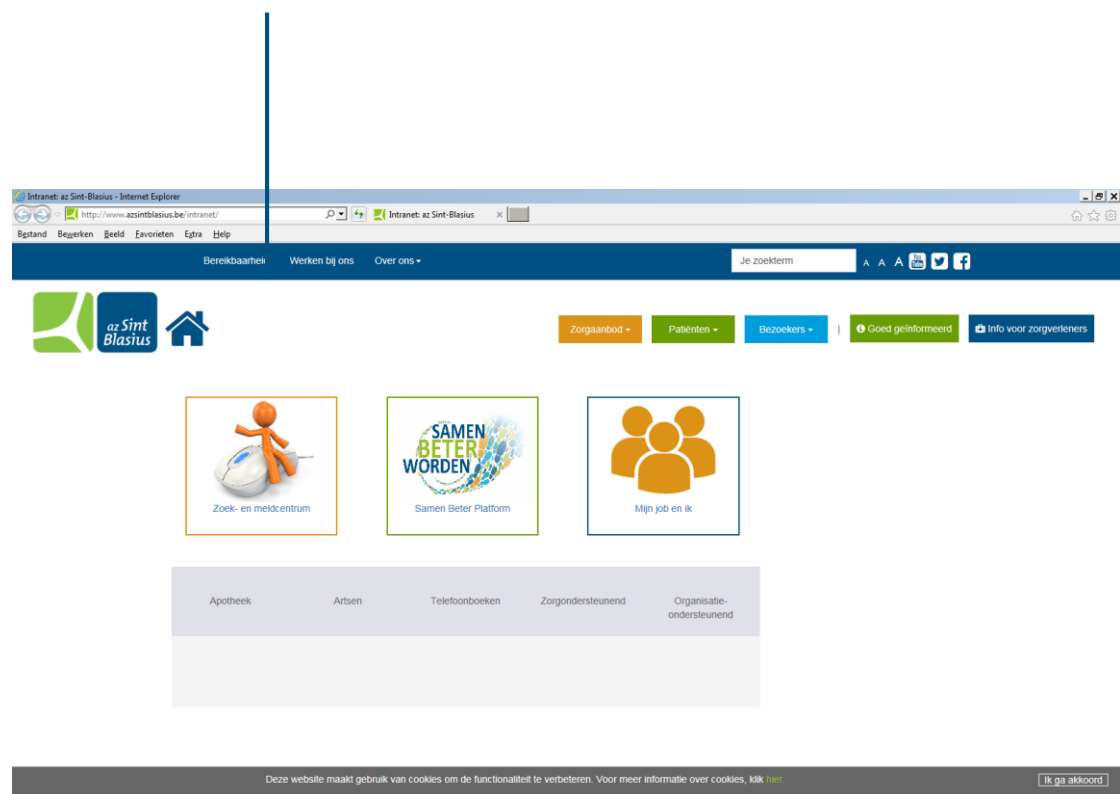 Intranet: az Sint-Blasius - Internet Explorer
http://www.azsintblasius.be/intranet/
Intranet: az Sint-Blasius
Bestand Bewerken Beeld Favorieten Extra Help
Bereikbaarheid Werken bij ons Over ons
Je zoekterm
A A A You Tube
az Sint
Blasius
Zorgaanbod Patiënten Bezoekers | Goed geïnformeerd Info voor zorgverleners
SAMEN
BETER
WORDEN
Zoek- en meldcentrum Samen Beter Platform Mijn job en ik
Apotheek Artsen Telefoonboeken Zorgondersteunend Organisatie-
ondersteunend
Deze website maakt gebruik van cookies om de functionaliteit te verbeteren. Voor meer informatie over cookies, klik hier.
Ik ga akkoord